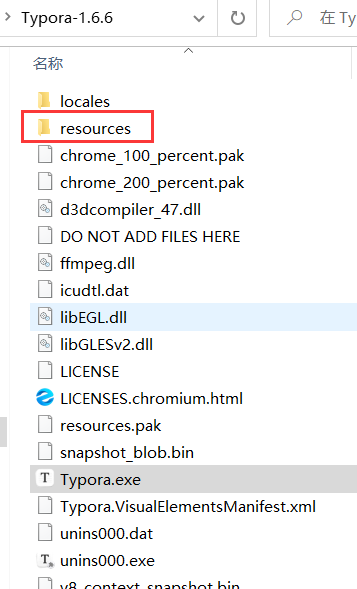 Typora-1.6.6
在 Ty
名称
locales
resources
chrome_100_percent.pak
chrome_200_percent.pak
d3dcompiler_47.dll
DO NOT ADD FILES HERE
ffmpeg.dll
icudtl.dat
libEGL.dll
libGLESv2.dll
LICENSE
LICENSES.chromium.html
resources.pak
snapshot_blob.bin
Typora.exe
Typora.VisualElementsManifest.xml
unins000.dat
unins000.exe
v8_context_snapshot.bin